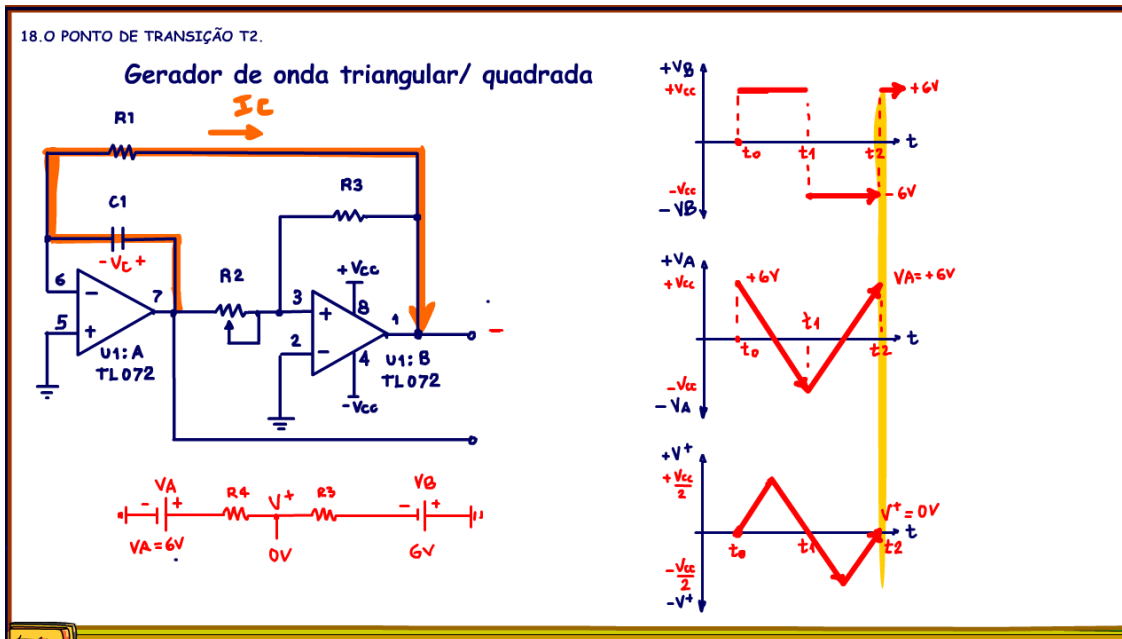 18.O PONTO DE TRANSIÇÃO T2.
Gerador de onda triangular/ quadrada
IC
R1
C1
- VC +
R3
R2
+VCC
6
-
5
+
7
U1:A
TL072
3
+
2
-
8
1
4
U1:B
TL072
-VCC
-
VA
- +
VA=6V
R4
V+
0V
R3
VB
- +
6V
+VB
+VCC
+6V
t0
t1
t2
t
-VCC
-6V
-VB
+VA
+VCC
+6V
VA=+6V
t0
t1
t2
t
-VCC
-VA
+V+
+VCC/2
V+=0V
t0
t1
t2
t
-VCC/2
-V+